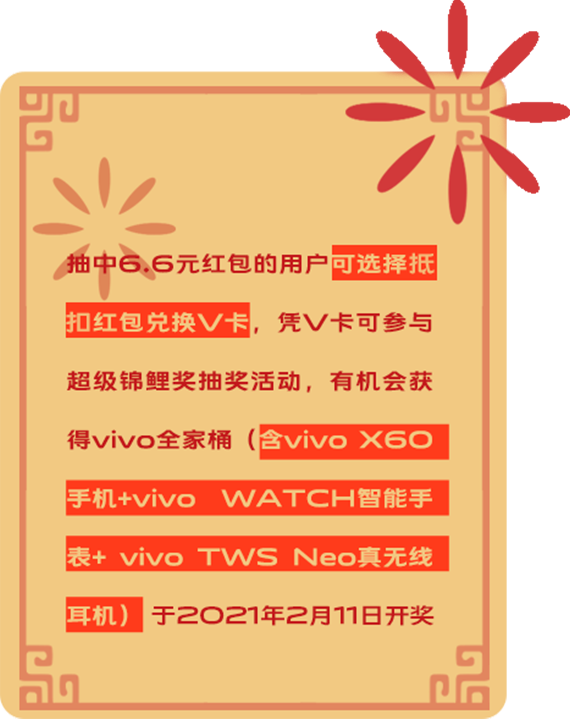 抽中6.6元红包的用户可选择抵
扣红包兑换V卡，凭V卡可参与
超级锦鲤奖抽奖活动，有机会获
得vivo全家桶（含vivo X60
手机+vivo WATCH智能手
表+ vivo TWS Neo真无线
耳机） 于2021年2月11日开奖